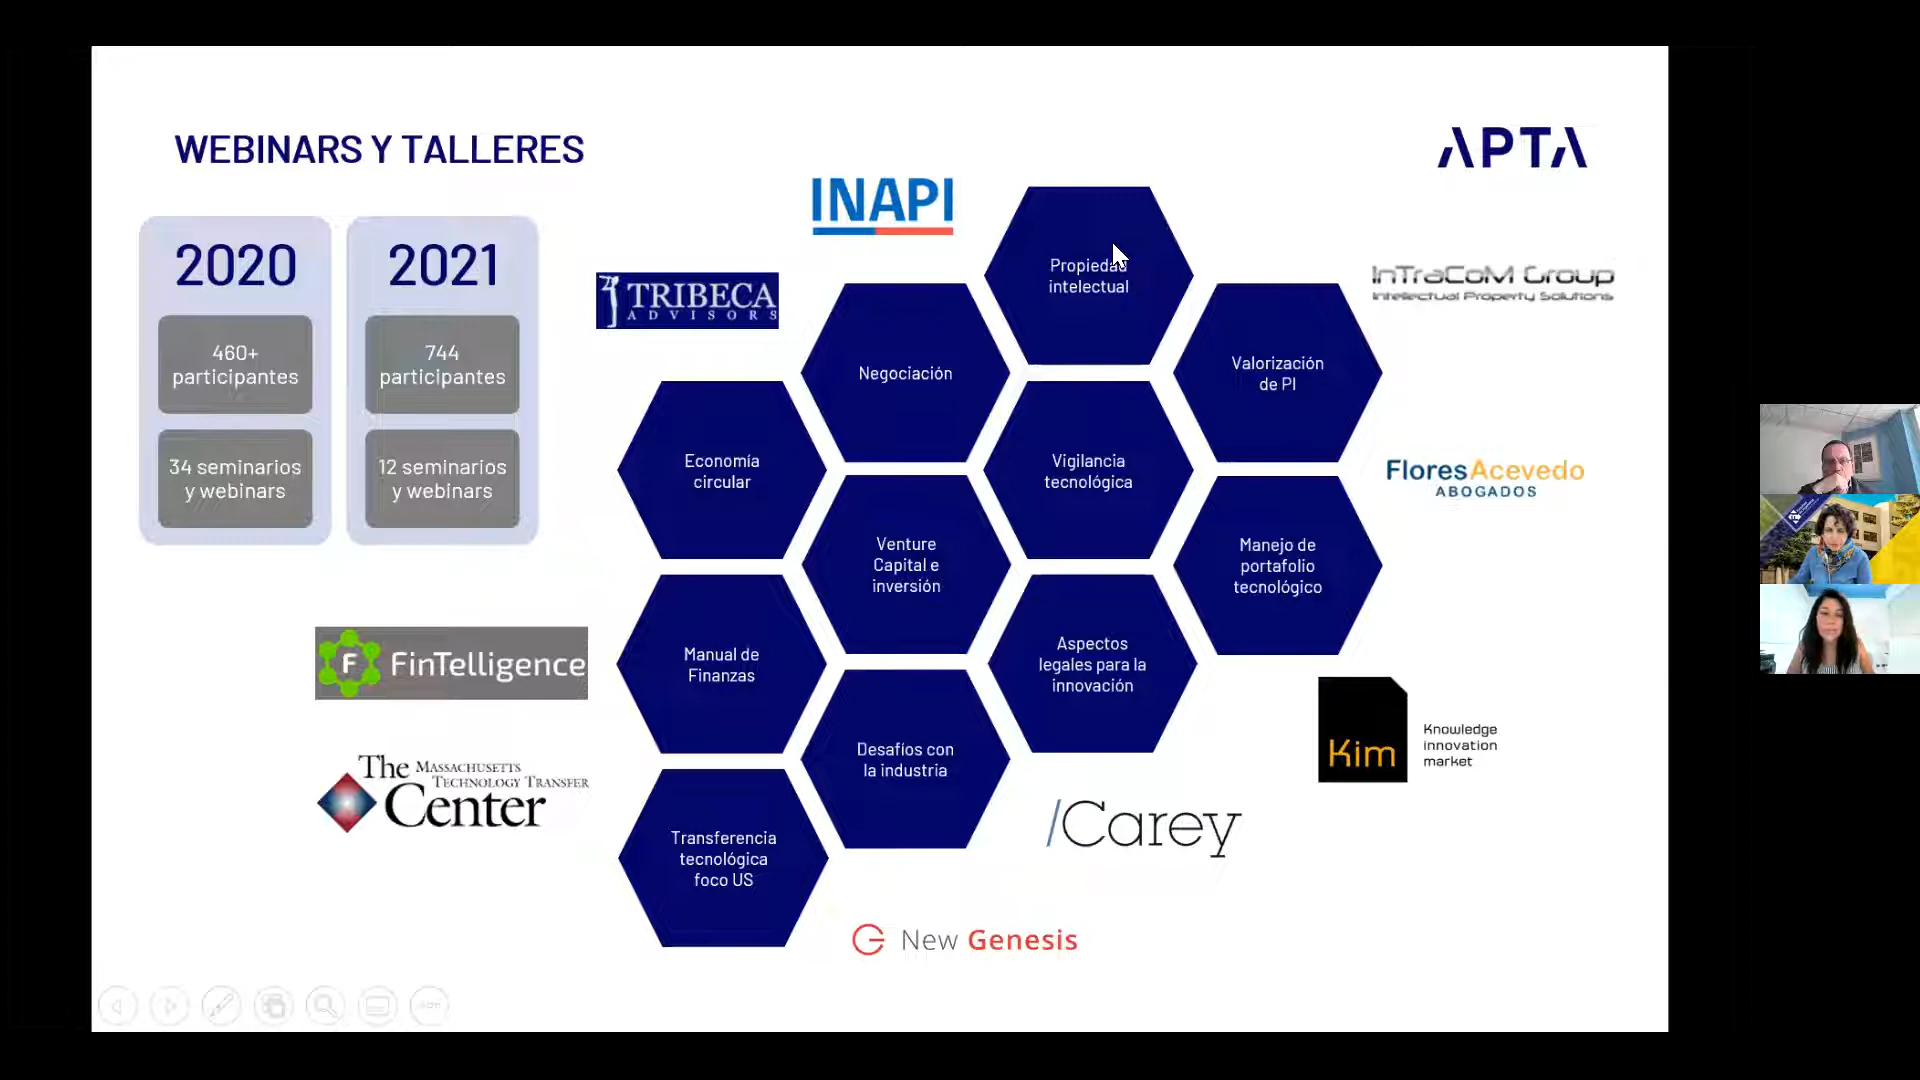 WEBINARS Y TALLERES
APTA
2020
460+
participantes
34 seminarios
y webinars
2021
744
participantes
12 seminarios
y webinars
INAPI
TRIBECA
ADVISORS
InTraCoM Group
Intellectual Property Solutions
Propiedad
intelectual
Negociación
Valorización
de PI
Economía
circular
Vigilancia
tecnológica
FloresAcevedo
ABOGADOS
Venture
Capital e
inversión
Manejo de
portafolio
tecnológico
Manual de
Finanzas
Aspectos
legales para la
innovación
F FinTelligence
Desafíos con
la industria
Kim
Knowledge
innovation
market
The MASSACHUSETTS
TECHNOLOGY TRANSFER
Center
/Carey
Transferencia
tecnológica
foco US
New Genesis